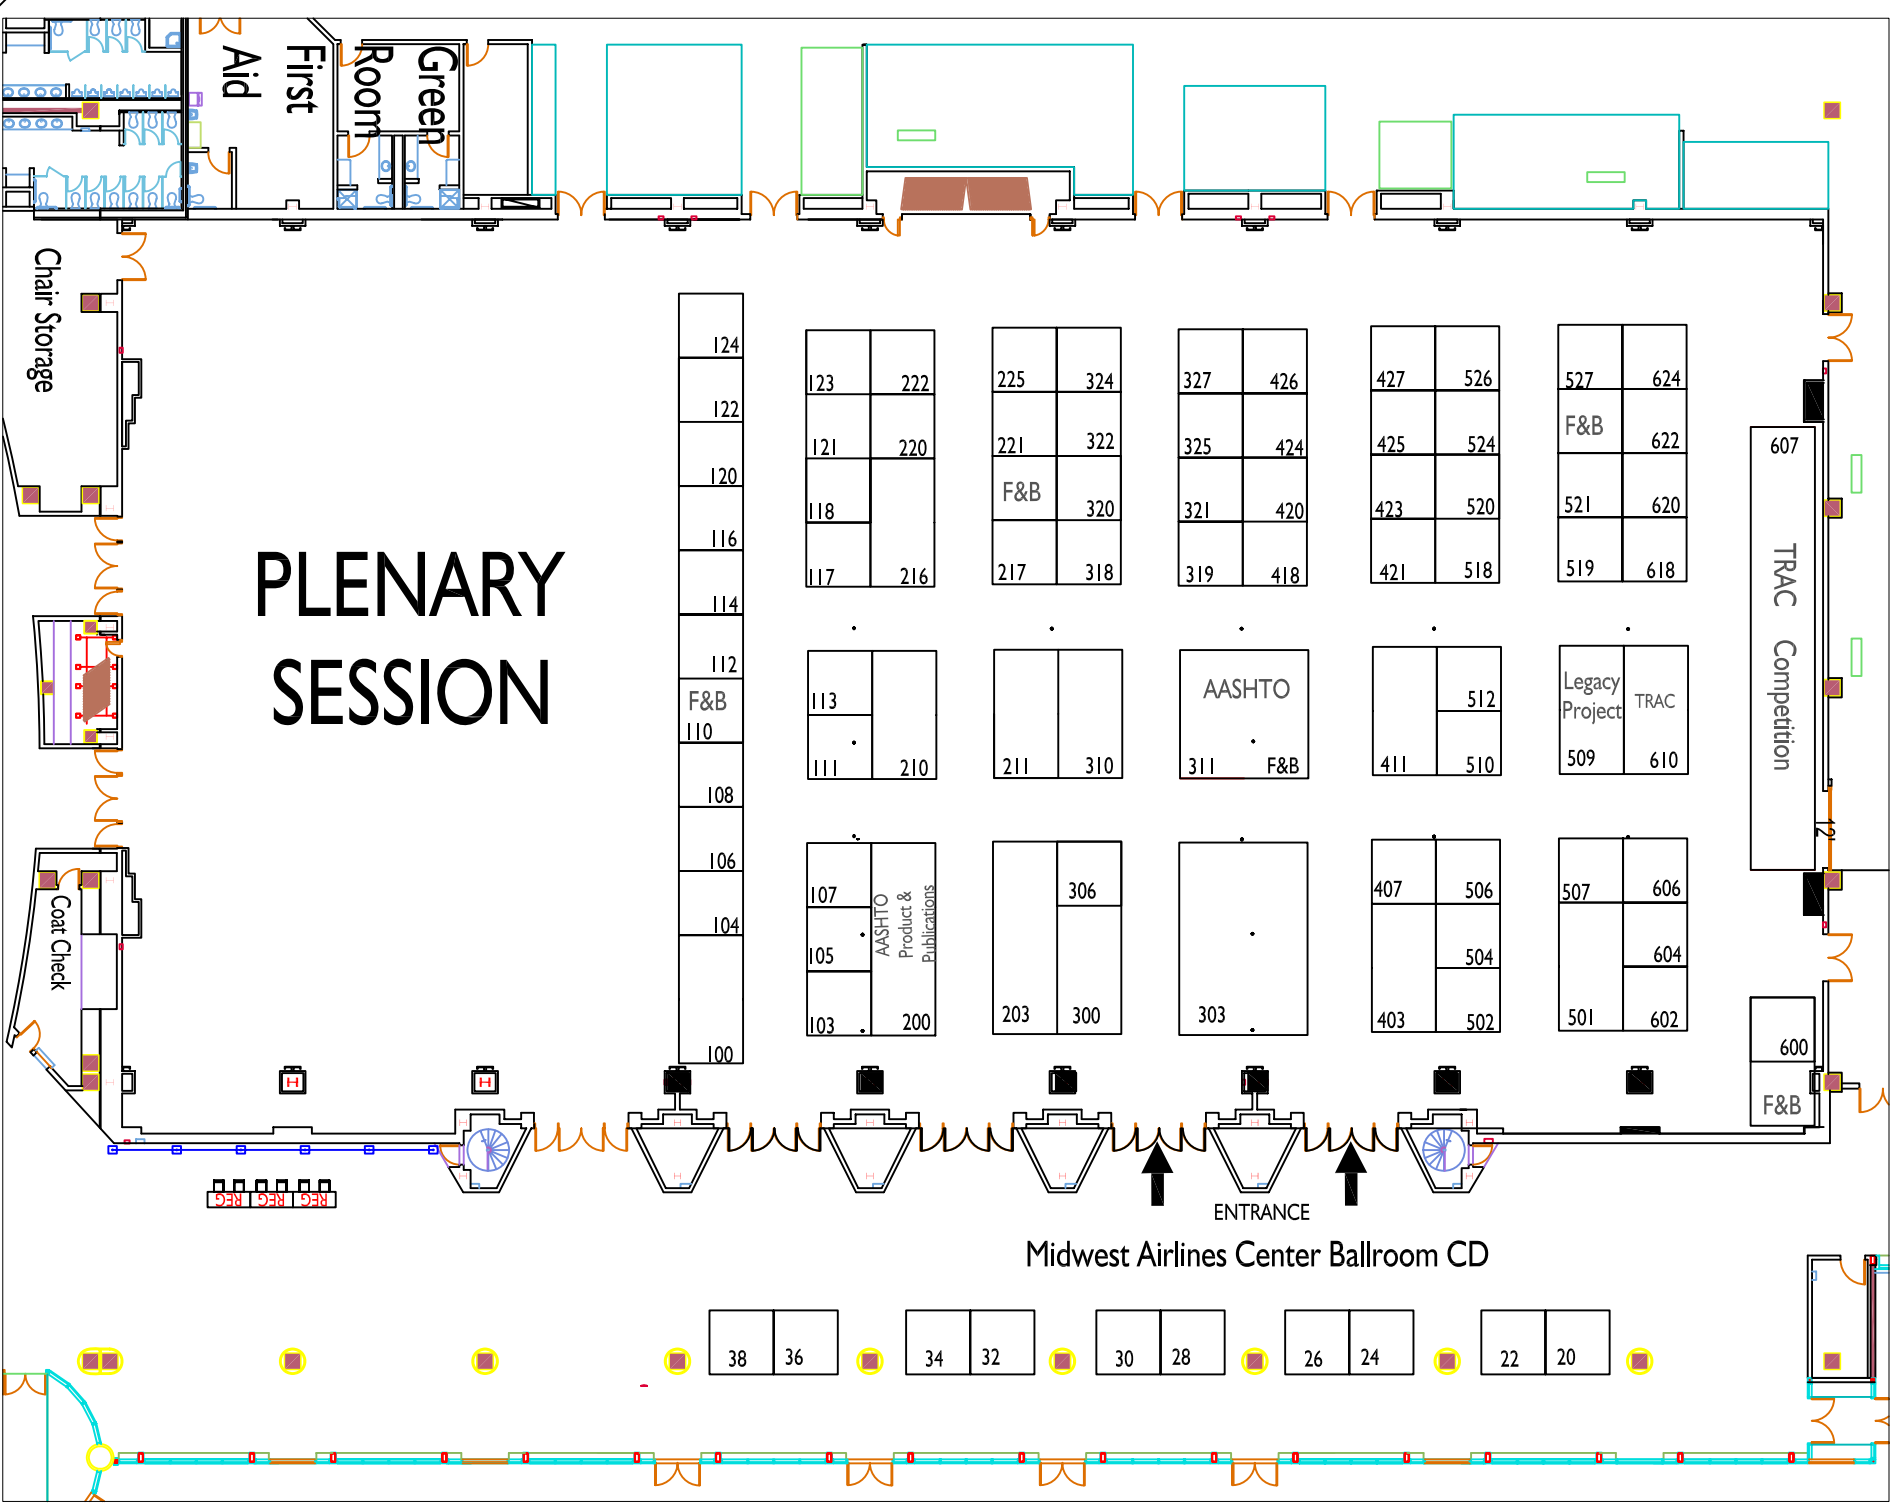 First
Aid
Green
Room
Chair Storage
PLENARY
SESSION
Coat Check
REG
REG
REG
124
122
120
116
114
112
F&B
110
108
106
104
100
123 222
121 220
118
117 216
113
111 210
107
105
103
AASHTO
Product &
Publications
200
225 324
221 322
F&B
320
217 318
211 310
306
203 300
327 426
325 424
321 420
319 418
AASHTO
311 F&B
303
427 526
425 524
423 520
421 518
512
411 510
407 506
504
403 502
527 624
F&B
622
521 620
519 618
Legacy
Project
509
TRAC
610
507 606
604
501 602
607
TRAC Competition
12'
600
F&B
ENTRANCE
Midwest Airlines Center Ballroom CD
38 36 34 32 30 28 26 24 22 20